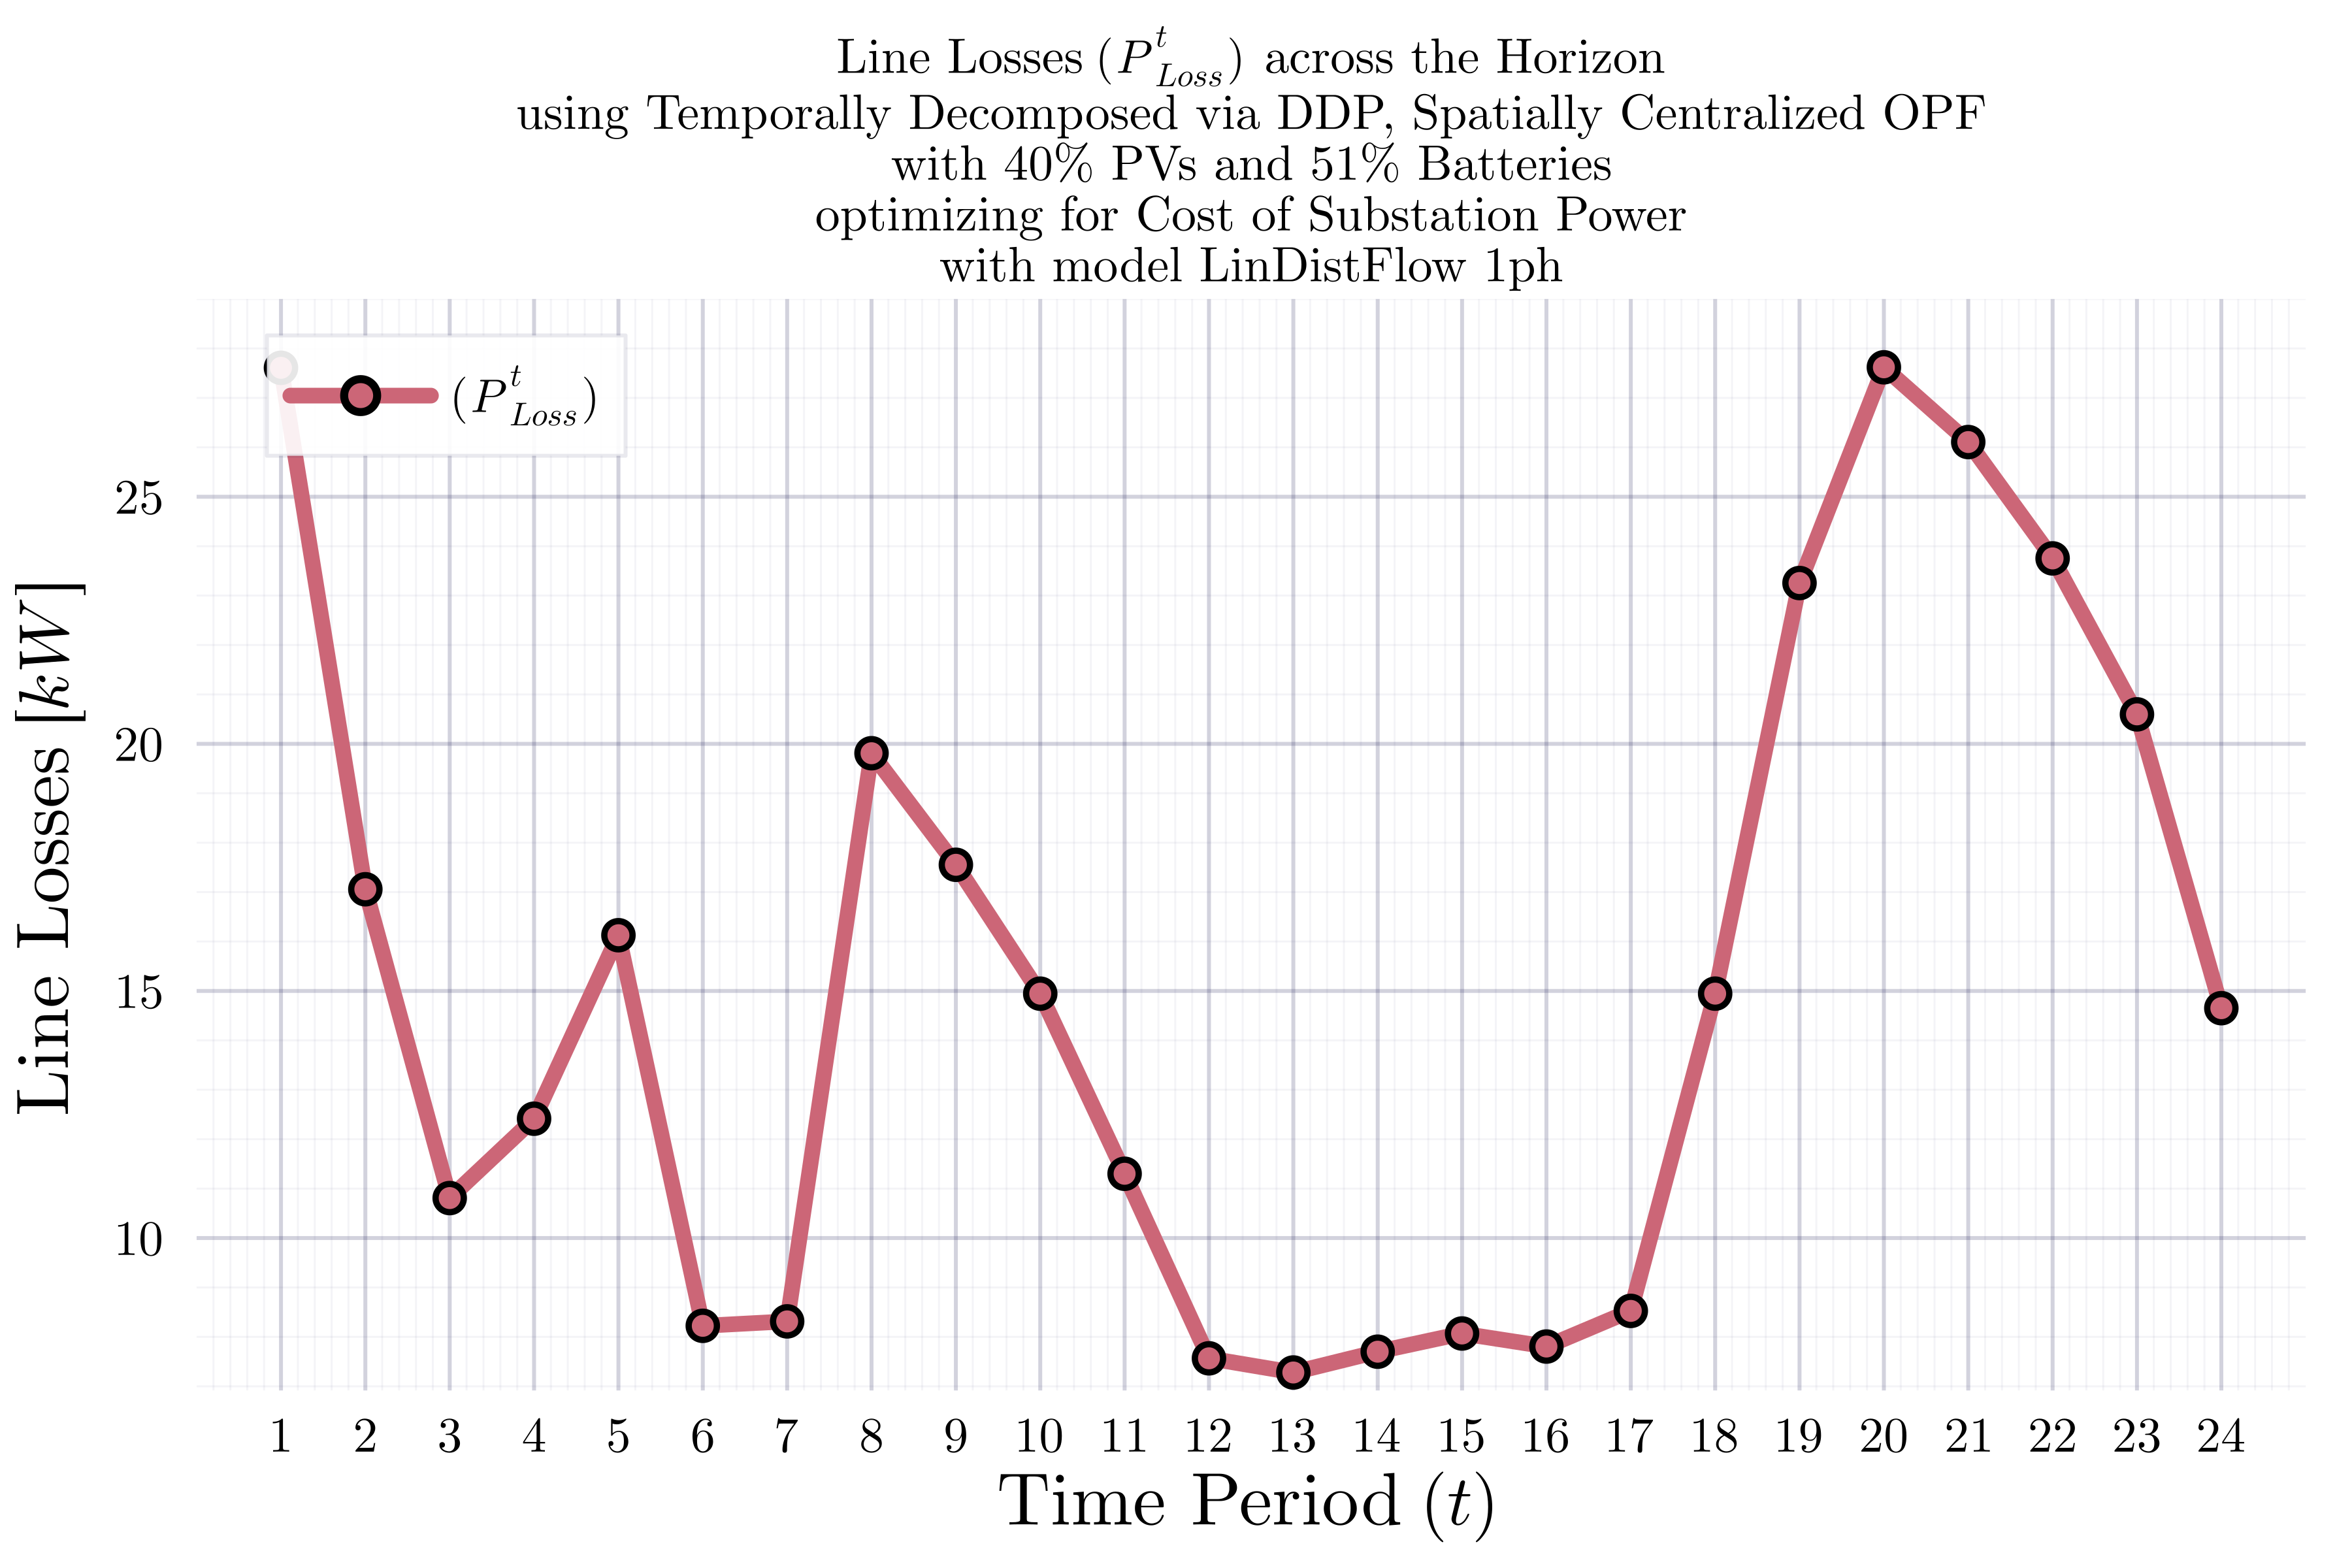 Line Losses (P^t_Loss) across the Horizon
using Temporally Decomposed via DDP, Spatially Centralized OPF
with 40% PVs and 51% Batteries
optimizing for Cost of Substation Power
with model LinDistFlow 1ph
(P^t_Loss)
Line Losses [kW]
25
20
15
10
1 2 3 4 5 6 7 8 9 10 11 12 13 14 15 16 17 18 19 20 21 22 23 24
Time Period (t)